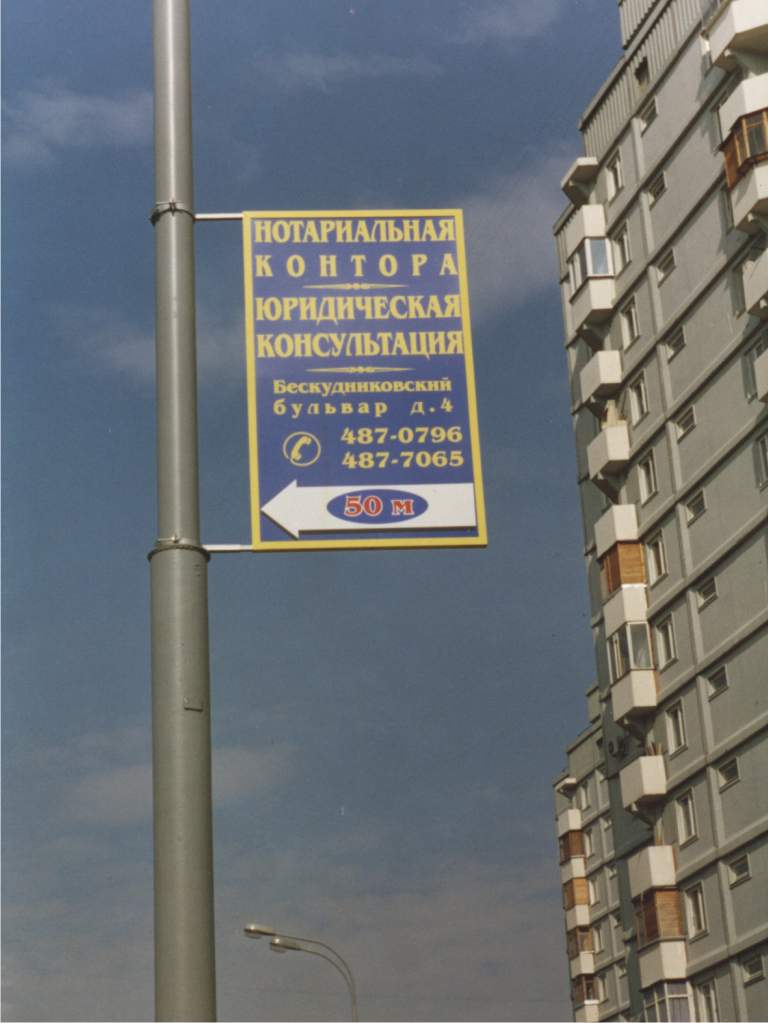 НОТАРИАЛЬНАЯ
КОНТОРА
ЮРИДИЧЕСКАЯ
КОНСУЛЬТАЦИЯ
Бескудниковский
бульвар д.4
487-0796
487-7065
50 м